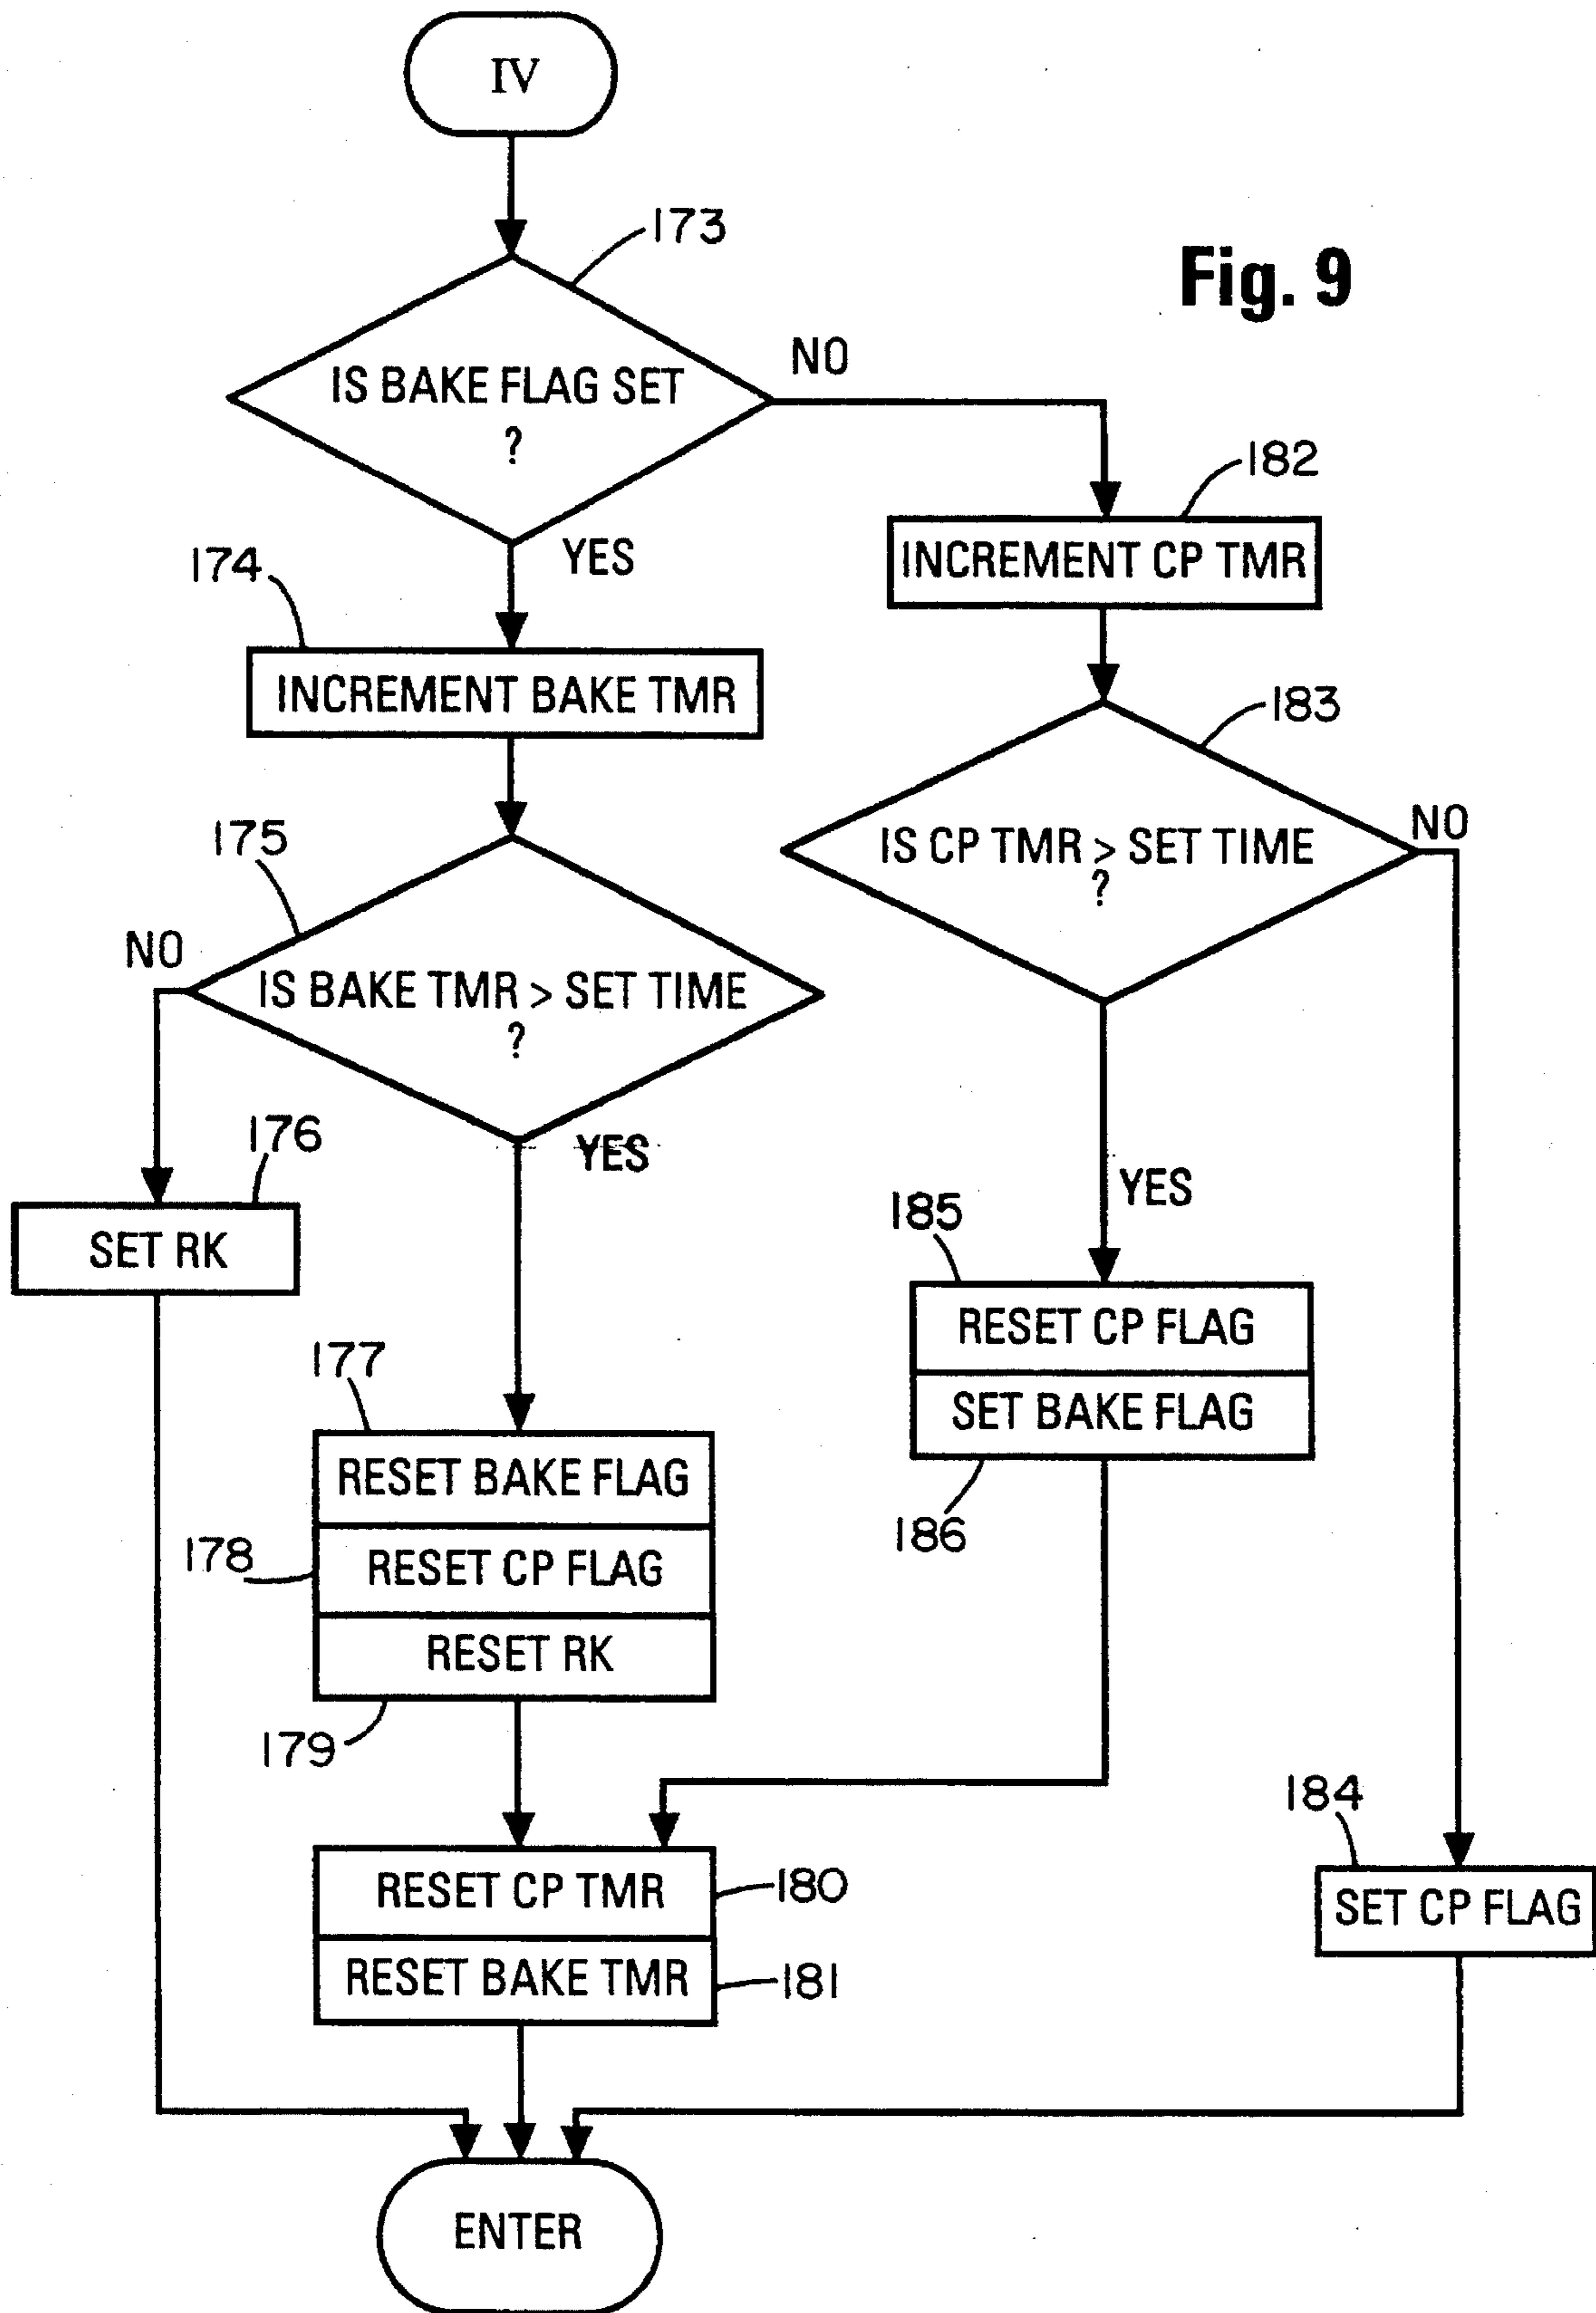 IV
173
Fig. 9
IS BAKE FLAG SET
?
NO
YES
182
INCREMENT CP TMR
174
INCREMENT BAKE TMR
183
IS CP TMR > SET TIME
?
NO
175
NO
IS BAKE TMR > SET TIME
?
YES
176
SET RK
YES
185
RESET CP FLAG
SET BAKE FLAG
186
177
RESET BAKE FLAG
178
RESET CP FLAG
RESET RK
179
184
SET CP FLAG
RESET CP TMR
180
RESET BAKE TMR
181
ENTER